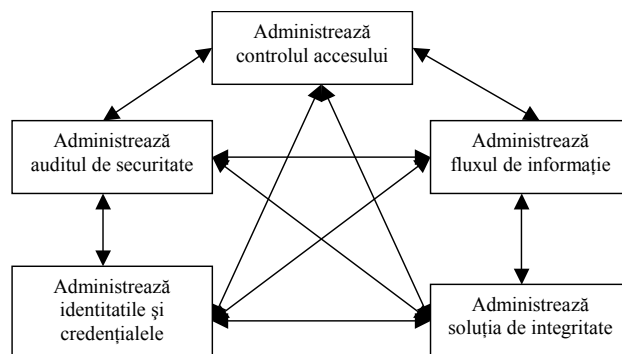 Administrează
controlul accesului
Administrează
auditul de securitate
Administrează
fluxul de informație
Administrează
identitatile și
credențialele
Administrează
soluția de integritate